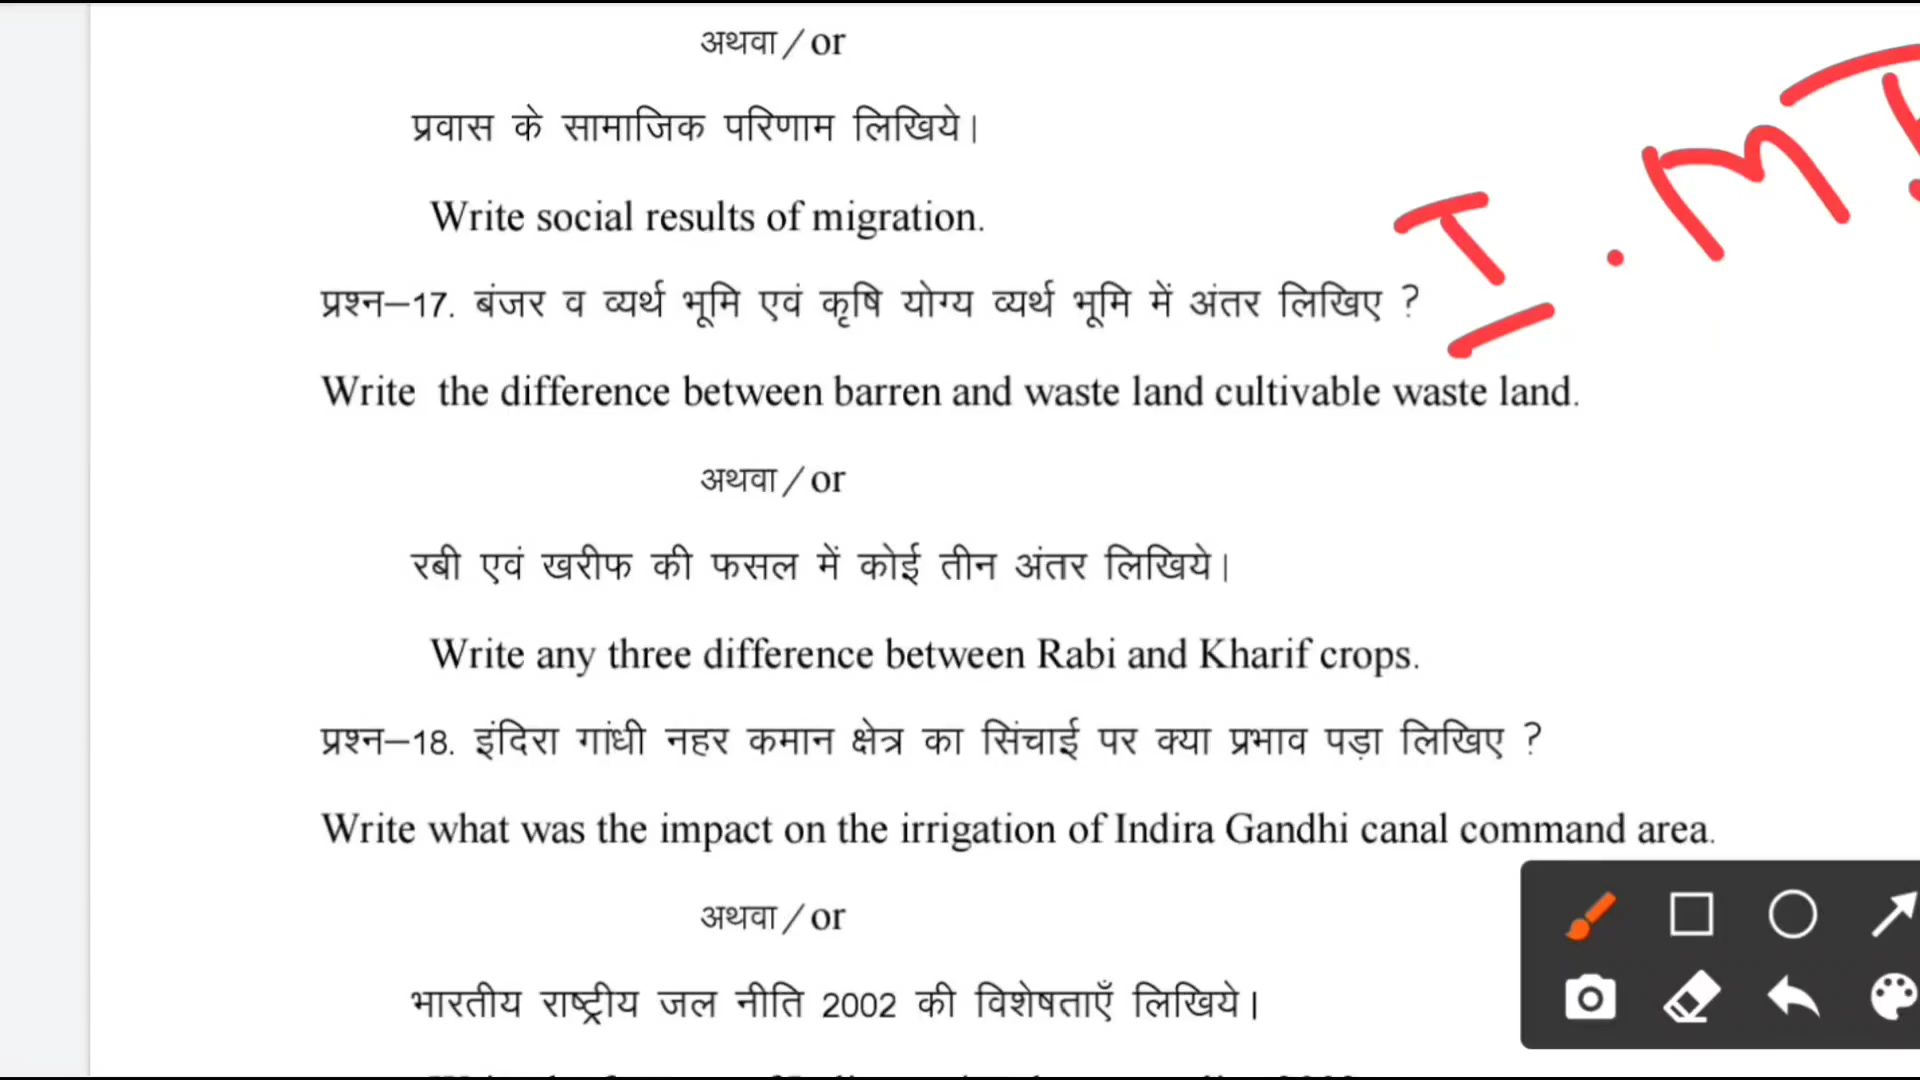 अथवा/or
प्रवास के सामाजिक परिणाम लिखिये।
Write social results of migration.
I.M
प्रश्न–17. बंजर व व्यर्थ भूमि एवं कृषि योग्य व्यर्थ भूमि में अंतर लिखिए ?
Write the difference between barren and waste land cultivable waste land.
अथवा/or
रबी एवं खरीफ की फसल में कोई तीन अंतर लिखिये।
Write any three difference between Rabi and Kharif crops.
प्रश्न–18. इंदिरा गांधी नहर कमान क्षेत्र का सिंचाई पर क्या प्रभाव पड़ा लिखिए ?
Write what was the impact on the irrigation of Indira Gandhi canal command area.
अथवा/or
भारतीय राष्ट्रीय जल नीति 2002 की विशेषताएँ लिखिये।